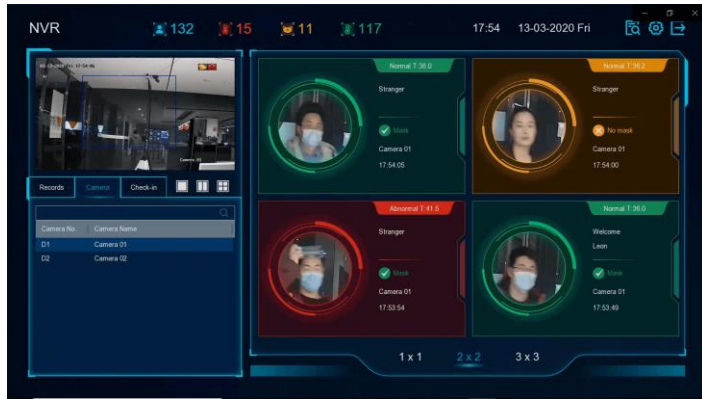 NVR
132
15
11
117
17:54
13-03-2020 Fri
Camera 01
Records
Camera
Check-in
Camera No.
Camera Name
D1
Camera 01
D2
Camera 02
Normal T:36.0
Stranger
Mask
Camera 01
17:54:05
Normal T:36.2
Stranger
No mask
Camera 01
17:54:00
Abnormal T:41.5
Stranger
Mask
Camera 01
17:53:54
Normal T:36.0
Welcome
Leon
Mask
Camera 01
17:53:49
1 x 1
2 x 2
3 x 3